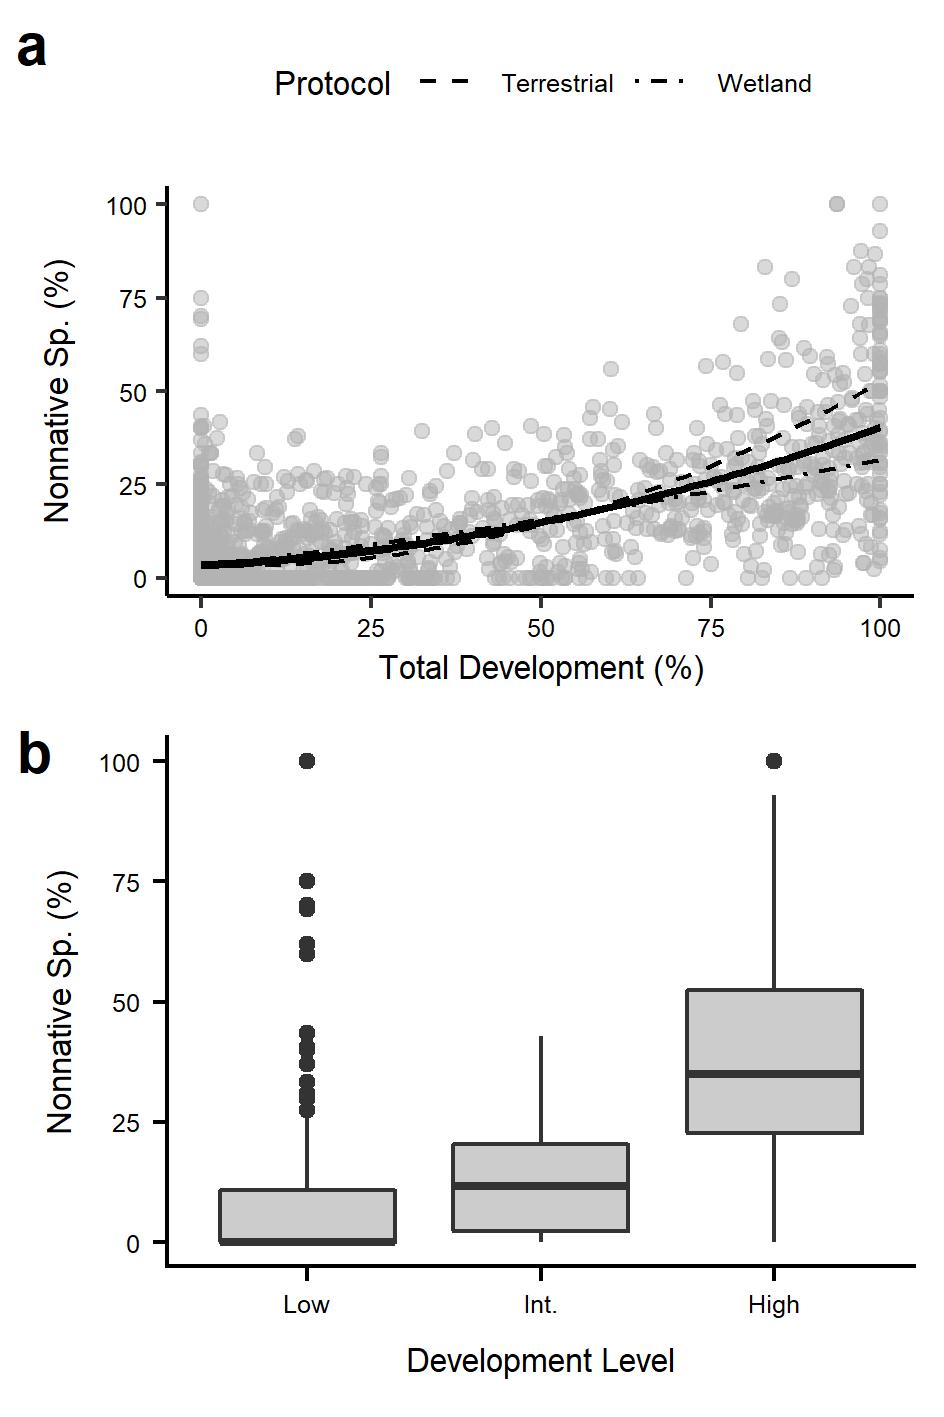 a
Protocol Terrestrial Wetland
100
75
50
25
0
Nonnative Sp. (%)
0 25 50 75 100
Total Development (%)
b
100
75
50
25
0
Nonnative Sp. (%)
Low Int. High
Development Level